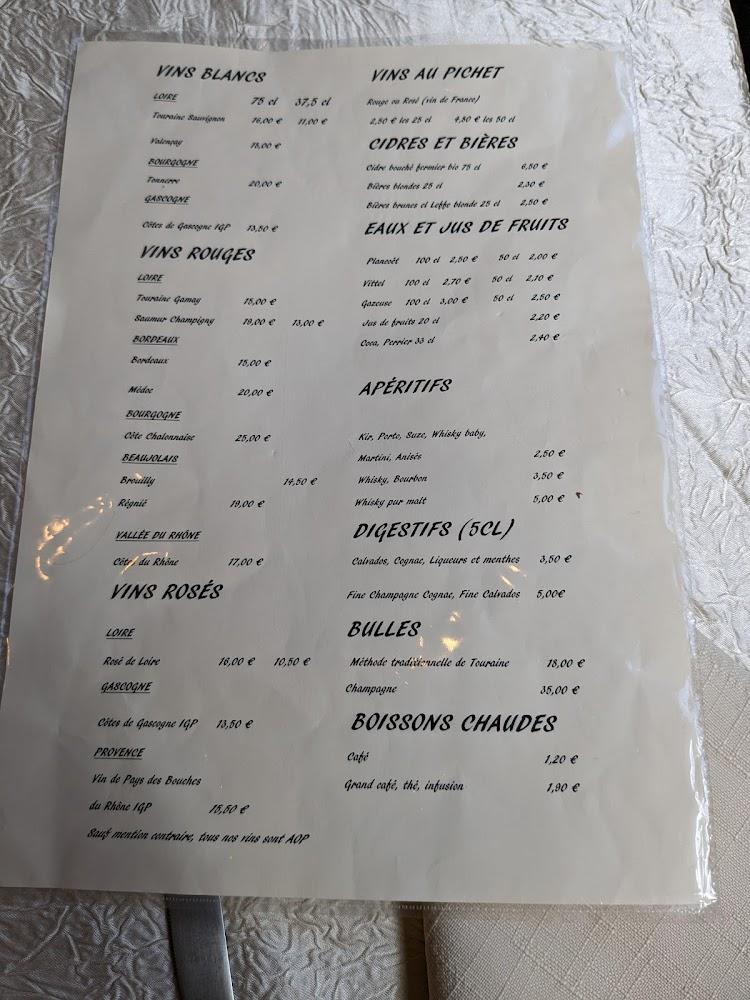 VINS BLANCS
LOIRE 75 cl 37,5 cl
Touraine Sauvignon 16,00 € 11,00 €
Valençay 18,00 €
BOURGOGNE
Tonnerre 20,00 €
GASCOGNE
Côtes de Gascogne IGP 13,50 €
VINS ROUGES
LOIRE
Touraine Gamay 15,00 €
Saumur Champigny 19,00 € 13,00 €
BORDEAUX
Bordeaux 15,00 €
Médoc 20,00 €
BOURGOGNE
Côte Chalonnaise 25,00 €
BEAUJOLAIS
Brouilly 14,50 €
Régnié 19,00 €
VALLÉE DU RHÔNE
Côtes du Rhône 17,00 €
VINS ROSÉS
LOIRE
Rosé de Loire 16,00 € 10,50 €
GASCOGNE
Côtes de Gascogne IGP 13,50 €
PROVENCE
Vin de Pays des Bouches
du Rhône IGP 15,50 €
Sauf mention contraire, tous nos vins sont AOP
VINS AU PICHET
Rouge ou Rosé (vin de France)
2,50 € les 25 cl 4,50 € les 50 cl
CIDRES ET BIÈRES
Cidre bouché fermier bio 75 cl 6,50 €
Bières blondes 25 cl 2,30 €
Bières brunes et Leffe blonde 25 cl 2,50 €
EAUX ET JUS DE FRUITS
Plancoët 100 cl 2,50 € 50 cl 2,00 €
Vittel 100 cl 2,70 € 50 cl 2,10 €
Gazeuse 100 cl 3,00 € 50 cl 2,50 €
Jus de fruits 20 cl 2,20 €
Coca, Perrier 33 cl 2,40 €
APÉRITIFS
Kir, Porto, Suze, Whisky baby,
Martini, Anisés 2,50 €
Whisky, Bourbon 3,50 €
Whisky pur malt 5,00 €
DIGESTIFS (5CL)
Calvados, Cognac, Liqueurs et menthes 3,50 €
Fine Champagne Cognac, Fine Calvados 5,00€
BULLES
Méthode traditionnelle de Touraine 18,00 €
Champagne 35,00 €
BOISSONS CHAUDES
Café 1,20 €
Grand café, thé, infusion 1,90 €